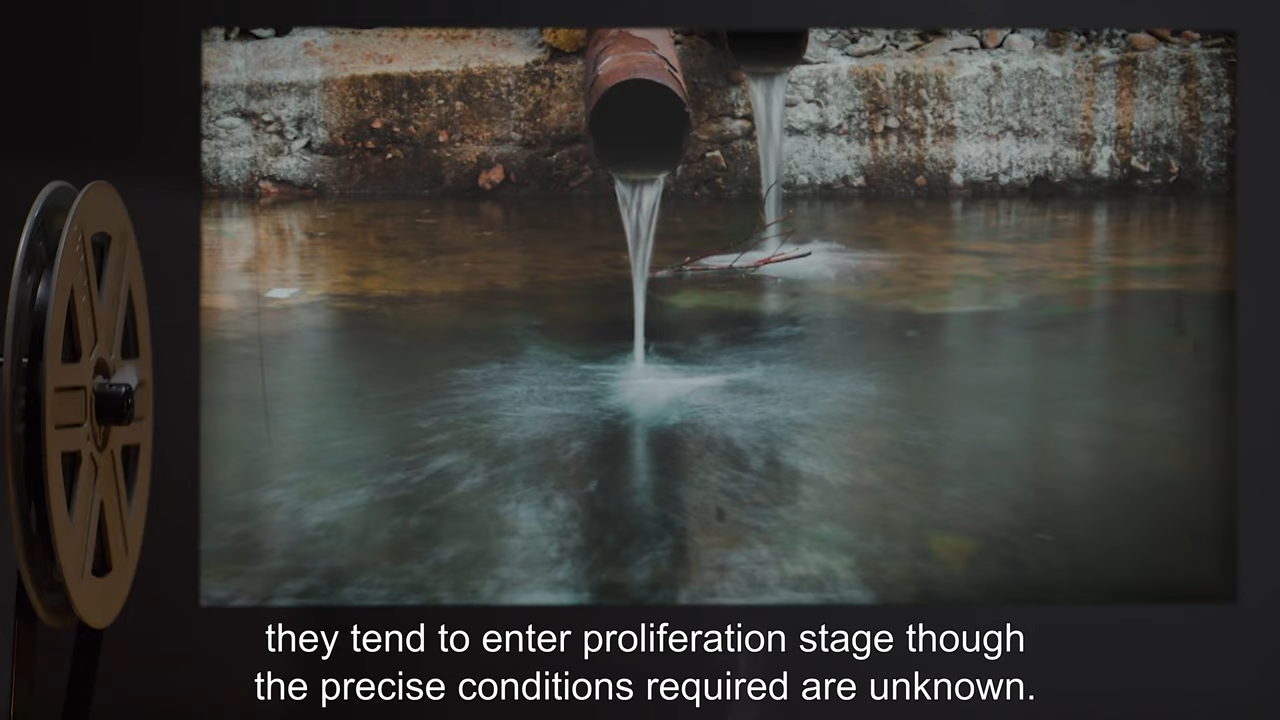 they tend to enter proliferation stage though
the precise conditions required are unknown.